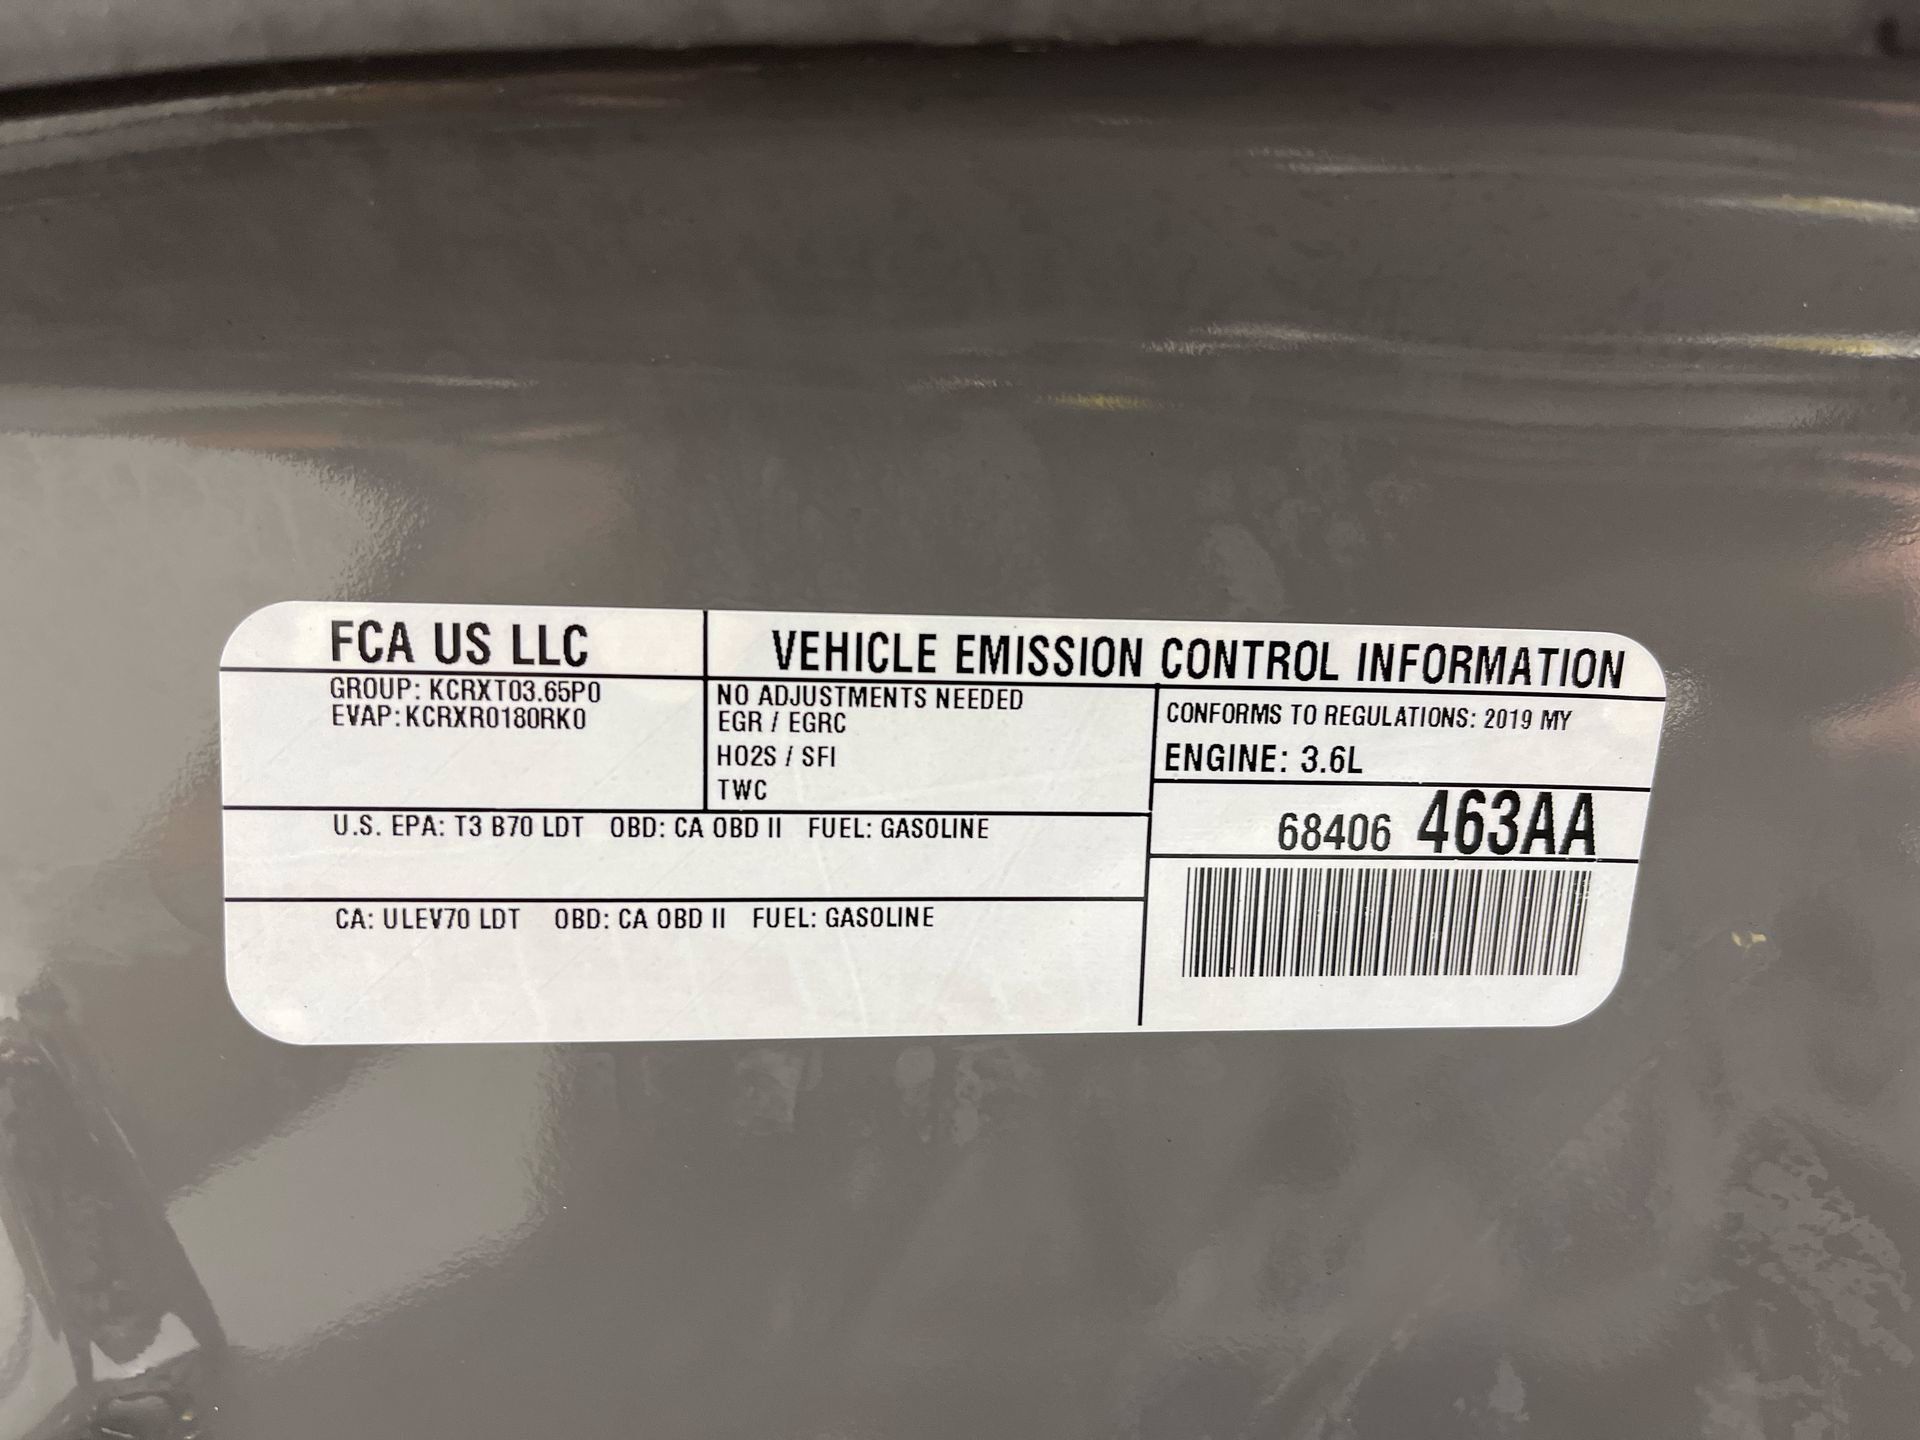 FCA US LLC
VEHICLE EMISSION CONTROL INFORMATION
GROUP: KCRXT03.65P0
EVAP: KCRXR0180RK0
NO ADJUSTMENTS NEEDED
EGR / EGRC
HO2S / SFI
TWC
CONFORMS TO REGULATIONS: 2019 MY
ENGINE: 3.6L
68406 463AA
U.S. EPA: T3 B70 LDT OBD: CA OBD II FUEL: GASOLINE
CA: ULEV70 LDT OBD: CA OBD II FUEL: GASOLINE